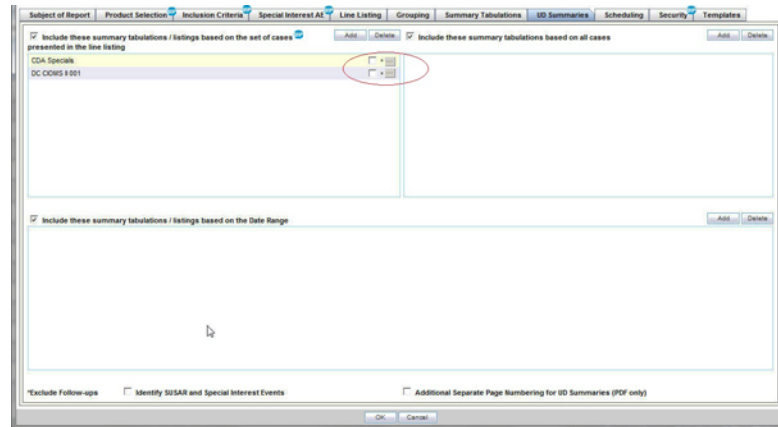 Subject of Report Product Selection Inclusion Criteria Special Interest AE Line Listing Grouping Summary Tabulations UD Summaries Scheduling Security Templates
Include these summary tabulations / listings based on the set of cases presented in the line listing Add Delete
Include these summary tabulations based on all cases Add Delete
CDA Specials *
DC CIOMS II 001 *
Include these summary tabulations / listings based on the Date Range Add Delete
*Exclude Follow-ups Identify SUSAR and Special Interest Events Additional Separate Page Numbering for UD Summaries (PDF only)
OK Cancel